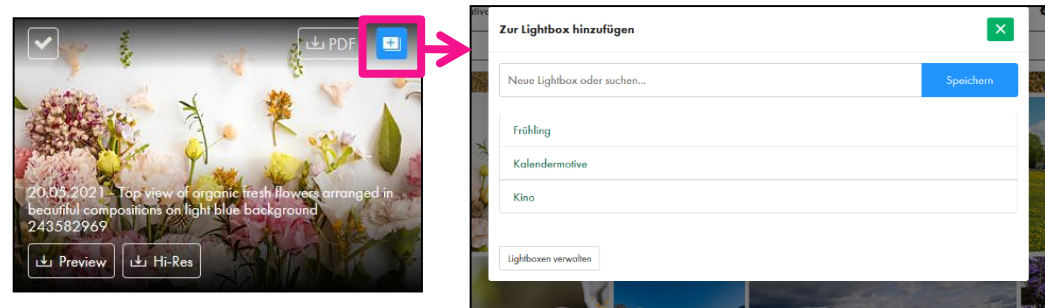 PDF
20.05.2021 - Top view of organic fresh flowers arranged in
beautiful compositions on light blue background
243582969
Preview
Hi-Res
Zur Lightbox hinzufügen
Neue Lightbox oder suchen...
Speichern
Frühling
Kalendermotive
Kino
Lightboxen verwalten